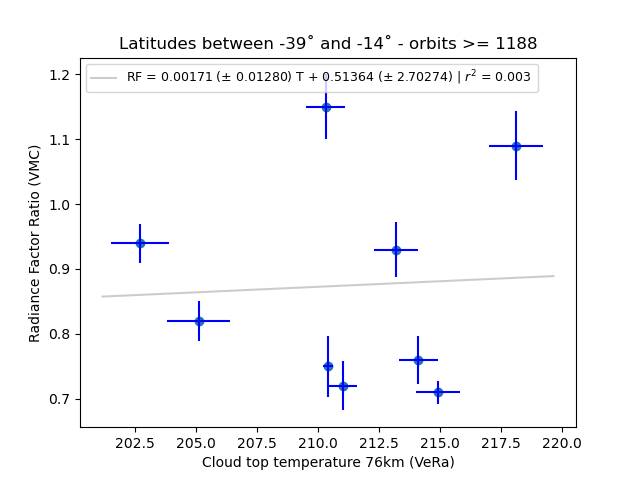 Latitudes between -39˚ and -14˚ - orbits >= 1188
RF = 0.00171 (± 0.01280) T + 0.51364 (± 2.70274) | r² = 0.003
1.2
1.1
1.0
0.9
0.8
0.7
Radiance Factor Ratio (VMC)
202.5 205.0 207.5 210.0 212.5 215.0 217.5 220.0
Cloud top temperature 76km (VeRa)